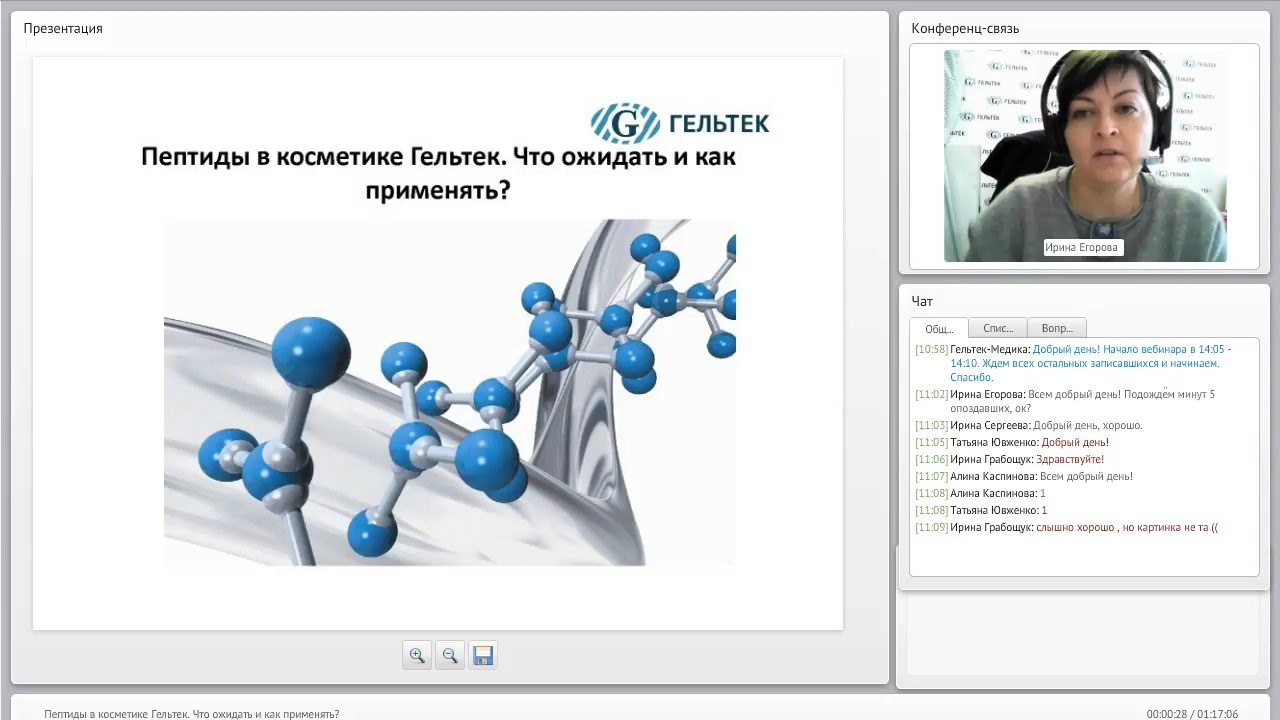 Презентация
ГЕЛЬТЕК
Пептиды в косметике Гельтек. Что ожидать и как
применять?
Конференц-связь
ГЕЛЬТЕК
Ирина Егорова
Чат
Общ...
Спис...
Вопр...
[10:58] Гельтек-Медика: Добрый день! Начало вебинара в 14:05 -
14:10. Ждем всех остальных записавшихся и начинаем.
Спасибо.
[11:02] Ирина Егорова: Всем добрый день! Подождём минут 5
опоздавших, ок?
[11:03] Ирина Сергеева: Добрый день, хорошо.
[11:05] Татьяна Ювженко: Добрый день!
[11:06] Ирина Грабощук: Здравствуйте!
[11:07] Алина Каспинова: Всем добрый день!
[11:08] Алина Каспинова: 1
[11:08] Татьяна Ювженко: 1
[11:09] Ирина Грабощук: слышно хорошо , но картинка не та ((
Пептиды в косметике Гельтек. Что ожидать и как применять?
00:00:28 / 01:17:06